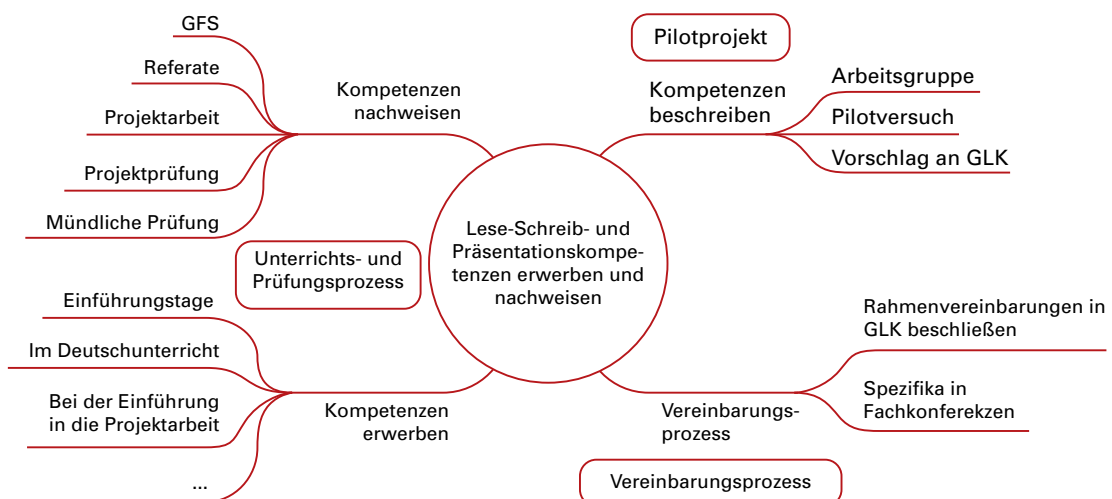 GFS
Referate
Projektarbeit
Projektprüfung
Mündliche Prüfung
Kompetenzen
nachweisen
Pilotprojekt
Kompetenzen
beschreiben
Arbeitsgruppe
Pilotversuch
Vorschlag an GLK
Lese-Schreib- und
Präsentationskompe-
tenzen erwerben und
nachweisen
Unterrichts- und
Prüfungsprozess
Einführungstage
Im Deutschunterricht
Bei der Einführung
in die Projektarbeit
...
Kompetenzen
erwerben
Rahmenvereinbarungen in
GLK beschließen
Spezifika in
Fachkonferekzen
Vereinbarungs-
prozess
Vereinbarungsprozess